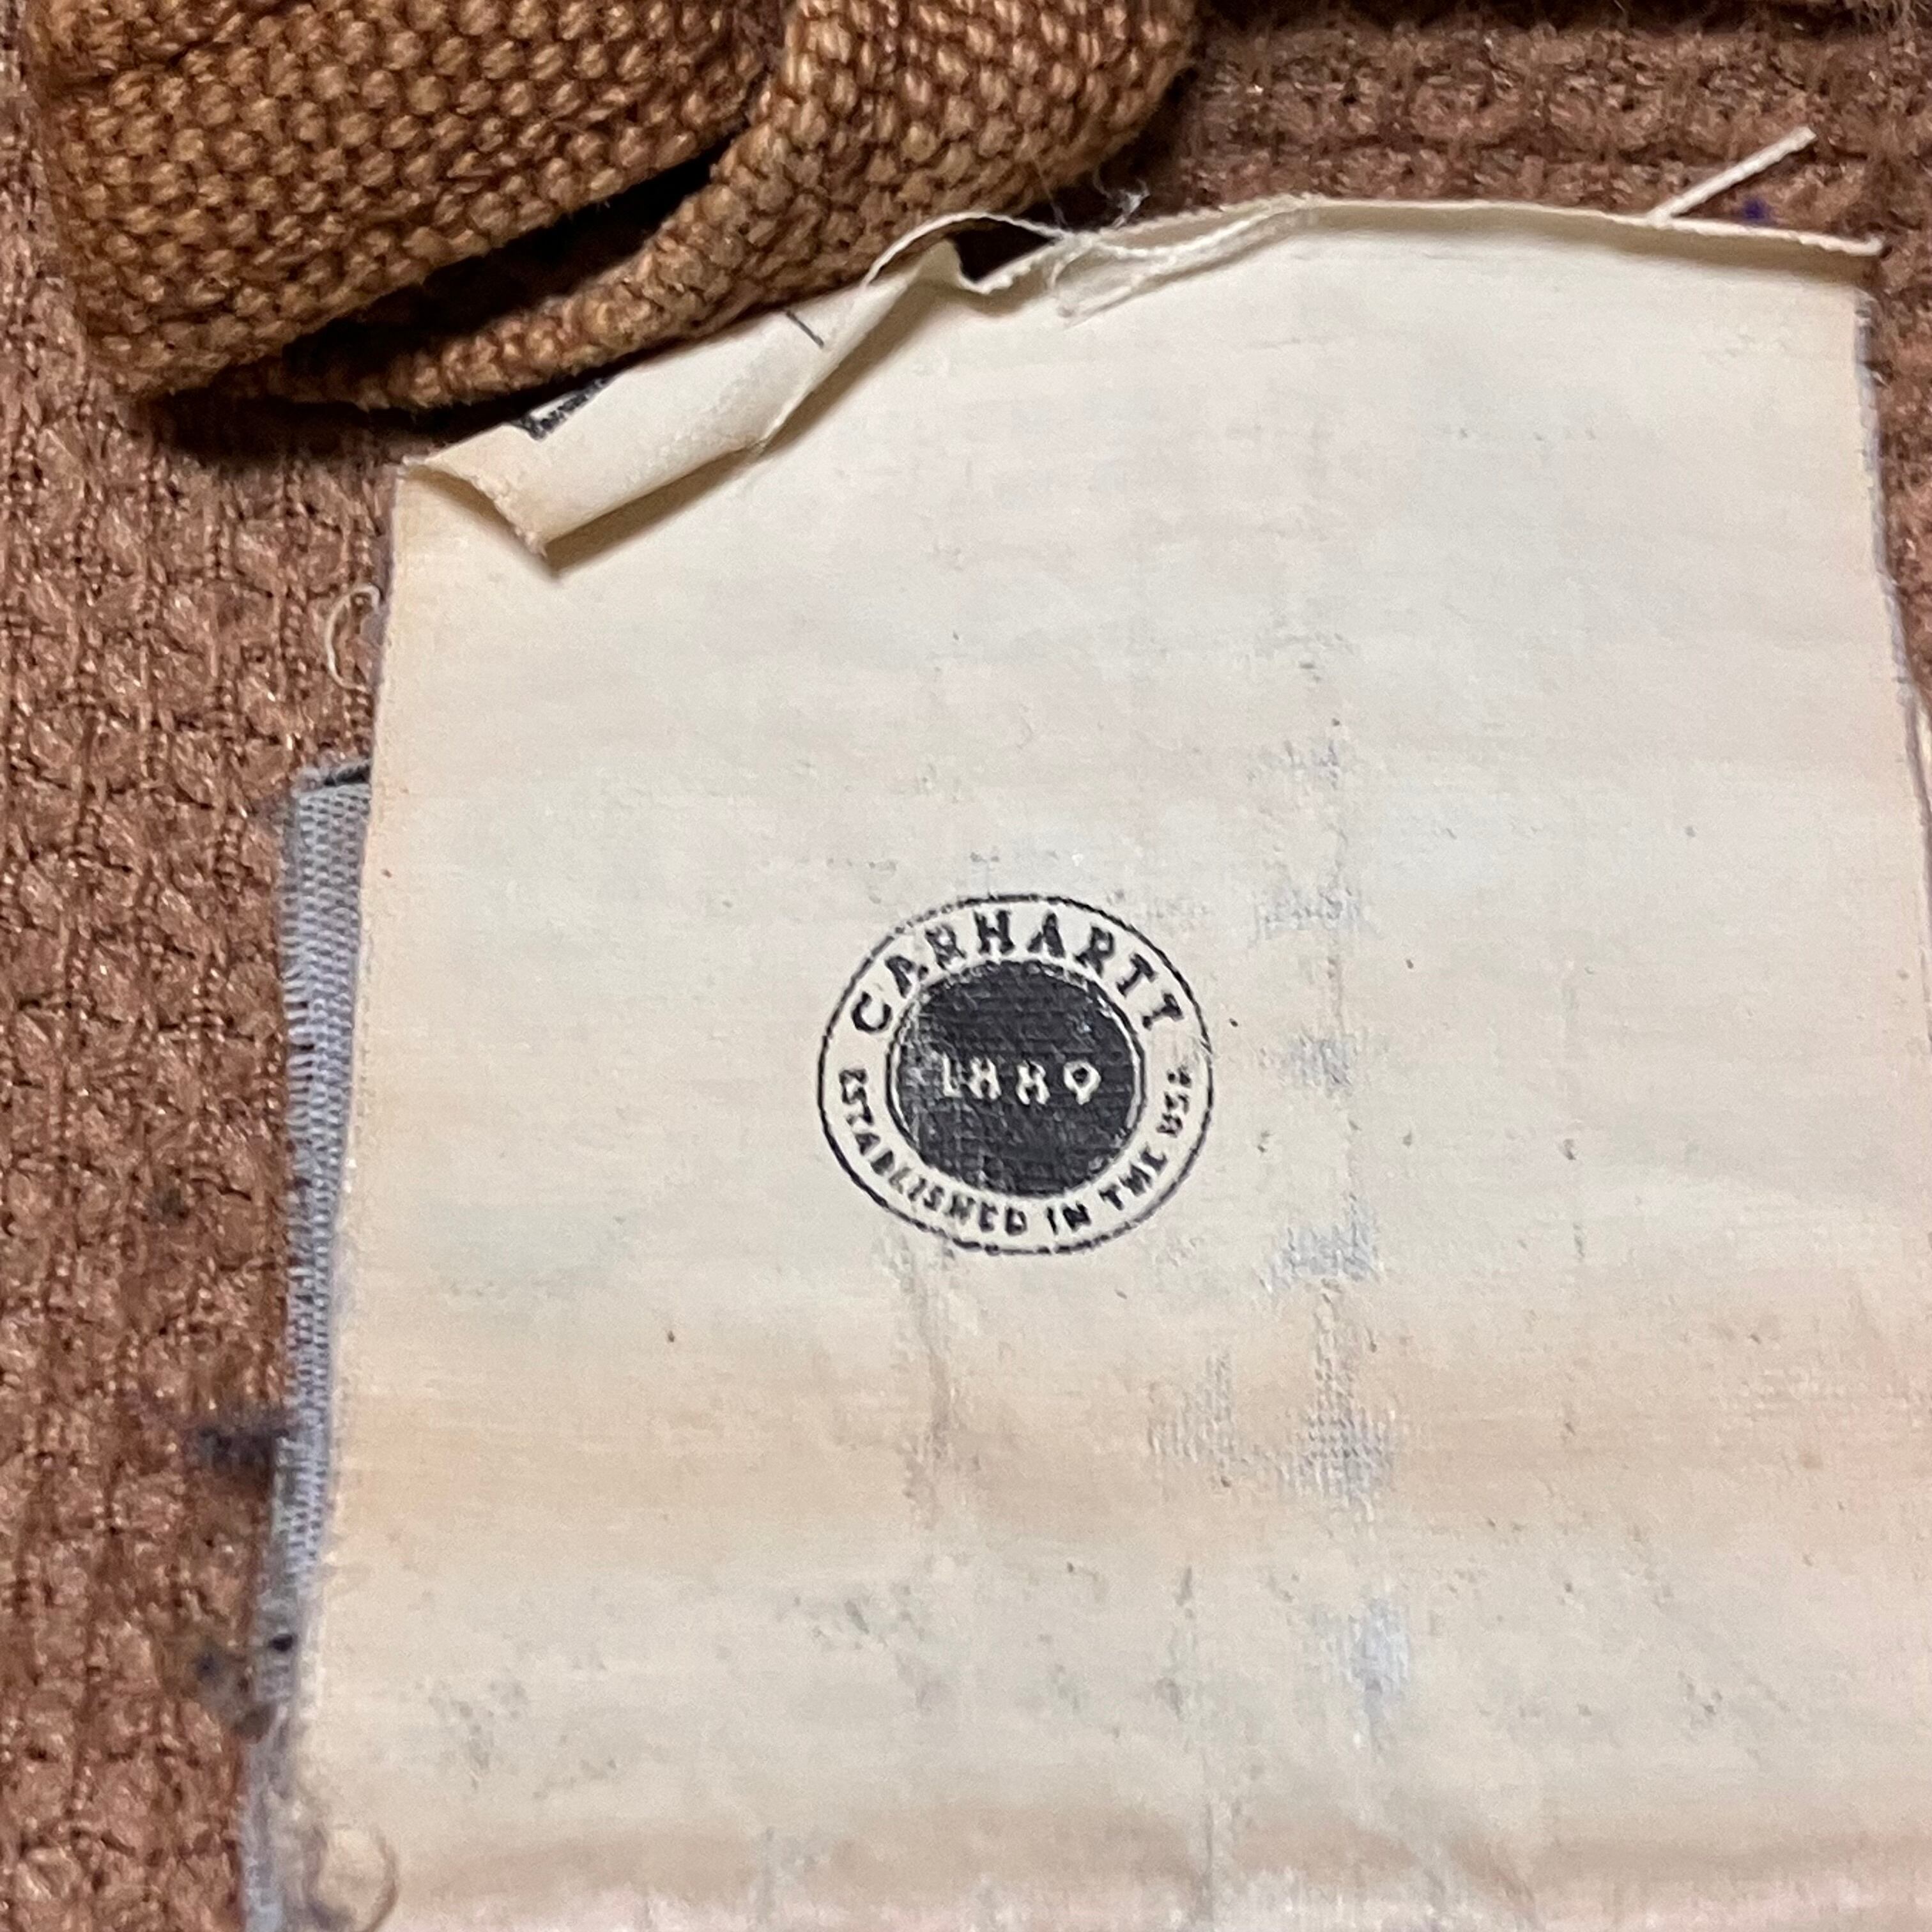 CARHARTT
1889
ESTABLISHED IN THE USA